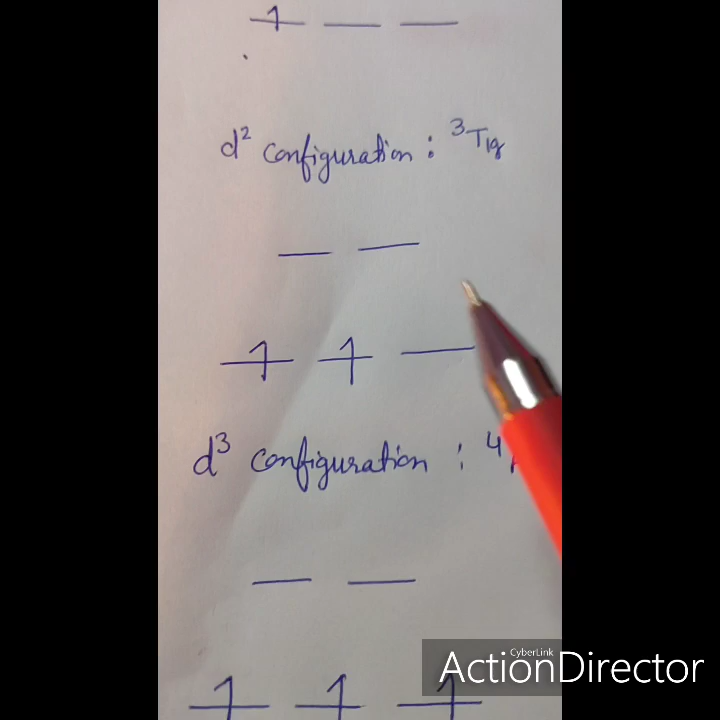 d² configuration : ³T₁g
d³ configuration : ⁴
CyberLink
ActionDirector